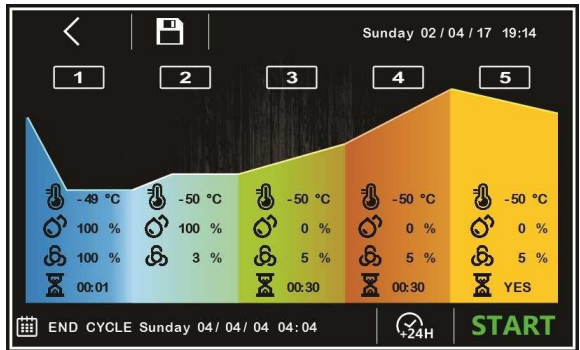 Sunday 02 / 04 / 17 19:14
1 2 3 4 5
-49 °C -50 °C -50 °C -50 °C -50 °C
100 % 100 % 0 % 0 % 0 %
100 % 3 % 5 % 5 % 5 %
00:01 00:30 00:30 YES
END CYCLE Sunday 04/ 04/ 04 04:04 +24H START